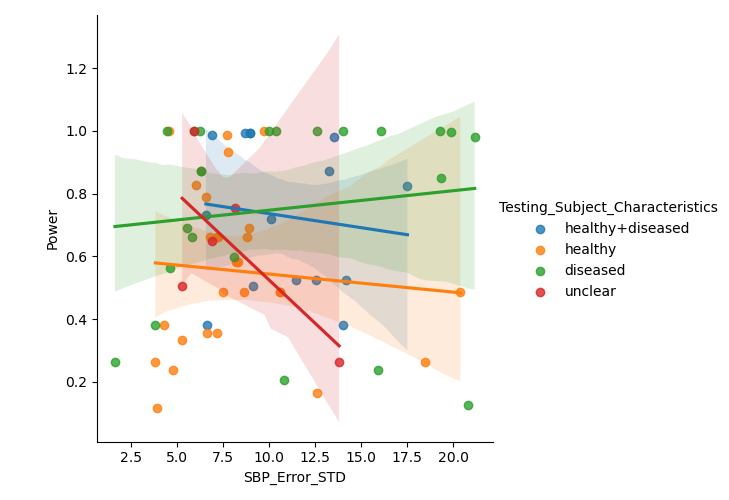 1.2
1.0
0.8
0.6
0.4
0.2
Power
2.5 5.0 7.5 10.0 12.5 15.0 17.5 20.0
SBP_Error_STD
Testing_Subject_Characteristics
healthy+diseased
healthy
diseased
unclear